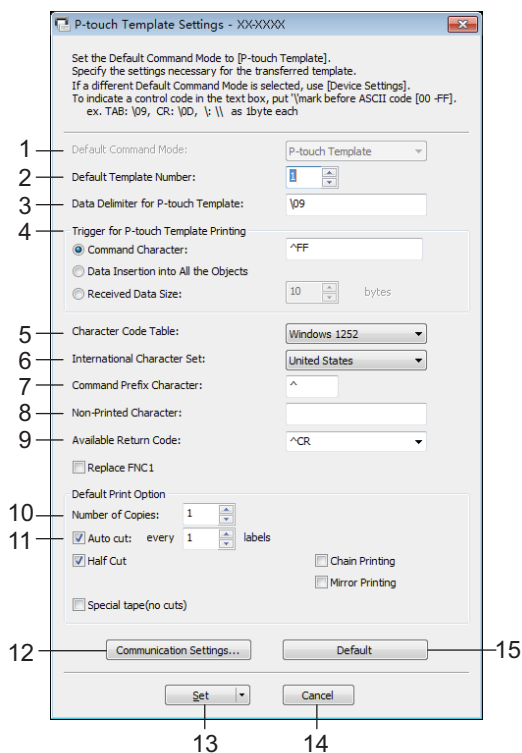 P-touch Template Settings - XX-XXXX
Set the Default Command Mode to [P-touch Template].
Specify the settings necessary for the transferred template.
If a different Default Command Mode is selected, use [Device Settings].
To indicate a control code in the text box, put '\'mark before ASCII code [00 -FF].
ex. TAB: \09, CR: \0D, \: \\ as 1byte each
1 Default Command Mode: P-touch Template
2 Default Template Number: 1
3 Data Delimiter for P-touch Template: \09
4 Trigger for P-touch Template Printing
Command Character: ^FF
Data Insertion into All the Objects
Received Data Size: 10 bytes
5 Character Code Table: Windows 1252
6 International Character Set: United States
7 Command Prefix Character: ^
8 Non-Printed Character:
9 Available Return Code: ^CR
Replace FNC1
Default Print Option
10 Number of Copies: 1
11 Auto cut: every 1 labels
Half Cut Chain Printing
Mirror Printing
Special tape(no cuts)
12 Communication Settings... Default 15
Set Cancel
13 14